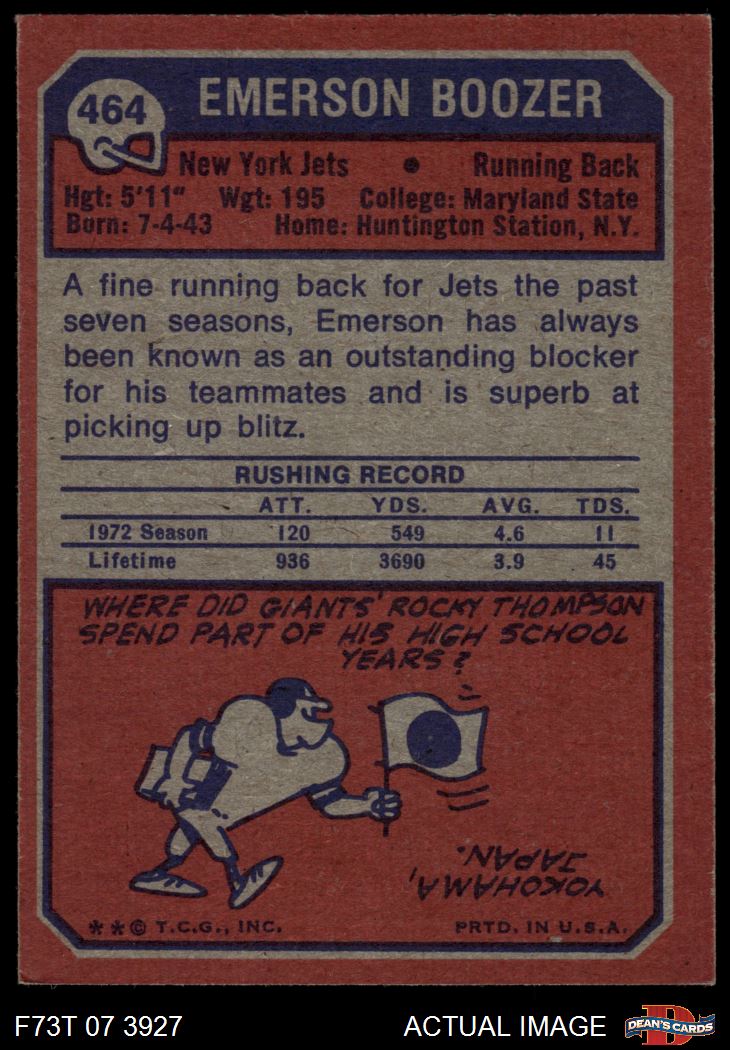 464
EMERSON BOOZER
New York Jets • Running Back
Hgt: 5'11" Wgt: 195 College: Maryland State
Born: 7-4-43 Home: Huntington Station, N.Y.
A fine running back for Jets the past
seven seasons, Emerson has always
been known as an outstanding blocker
for his teammates and is superb at
picking up blitz.
RUSHING RECORD
ATT. YDS. AVG. TDS.
1972 Season 120 549 4.6 11
Lifetime 936 3690 3.9 45
WHERE DID GIANTS' ROCKY THOMPSON
SPEND PART OF HIS HIGH SCHOOL
YEARS?
YOKOHAMA,
JAPAN.
**© T.C.G., INC. PRTD. IN U.S.A.
F73T 07 3927 ACTUAL IMAGE
D
DEAN'S CARDS